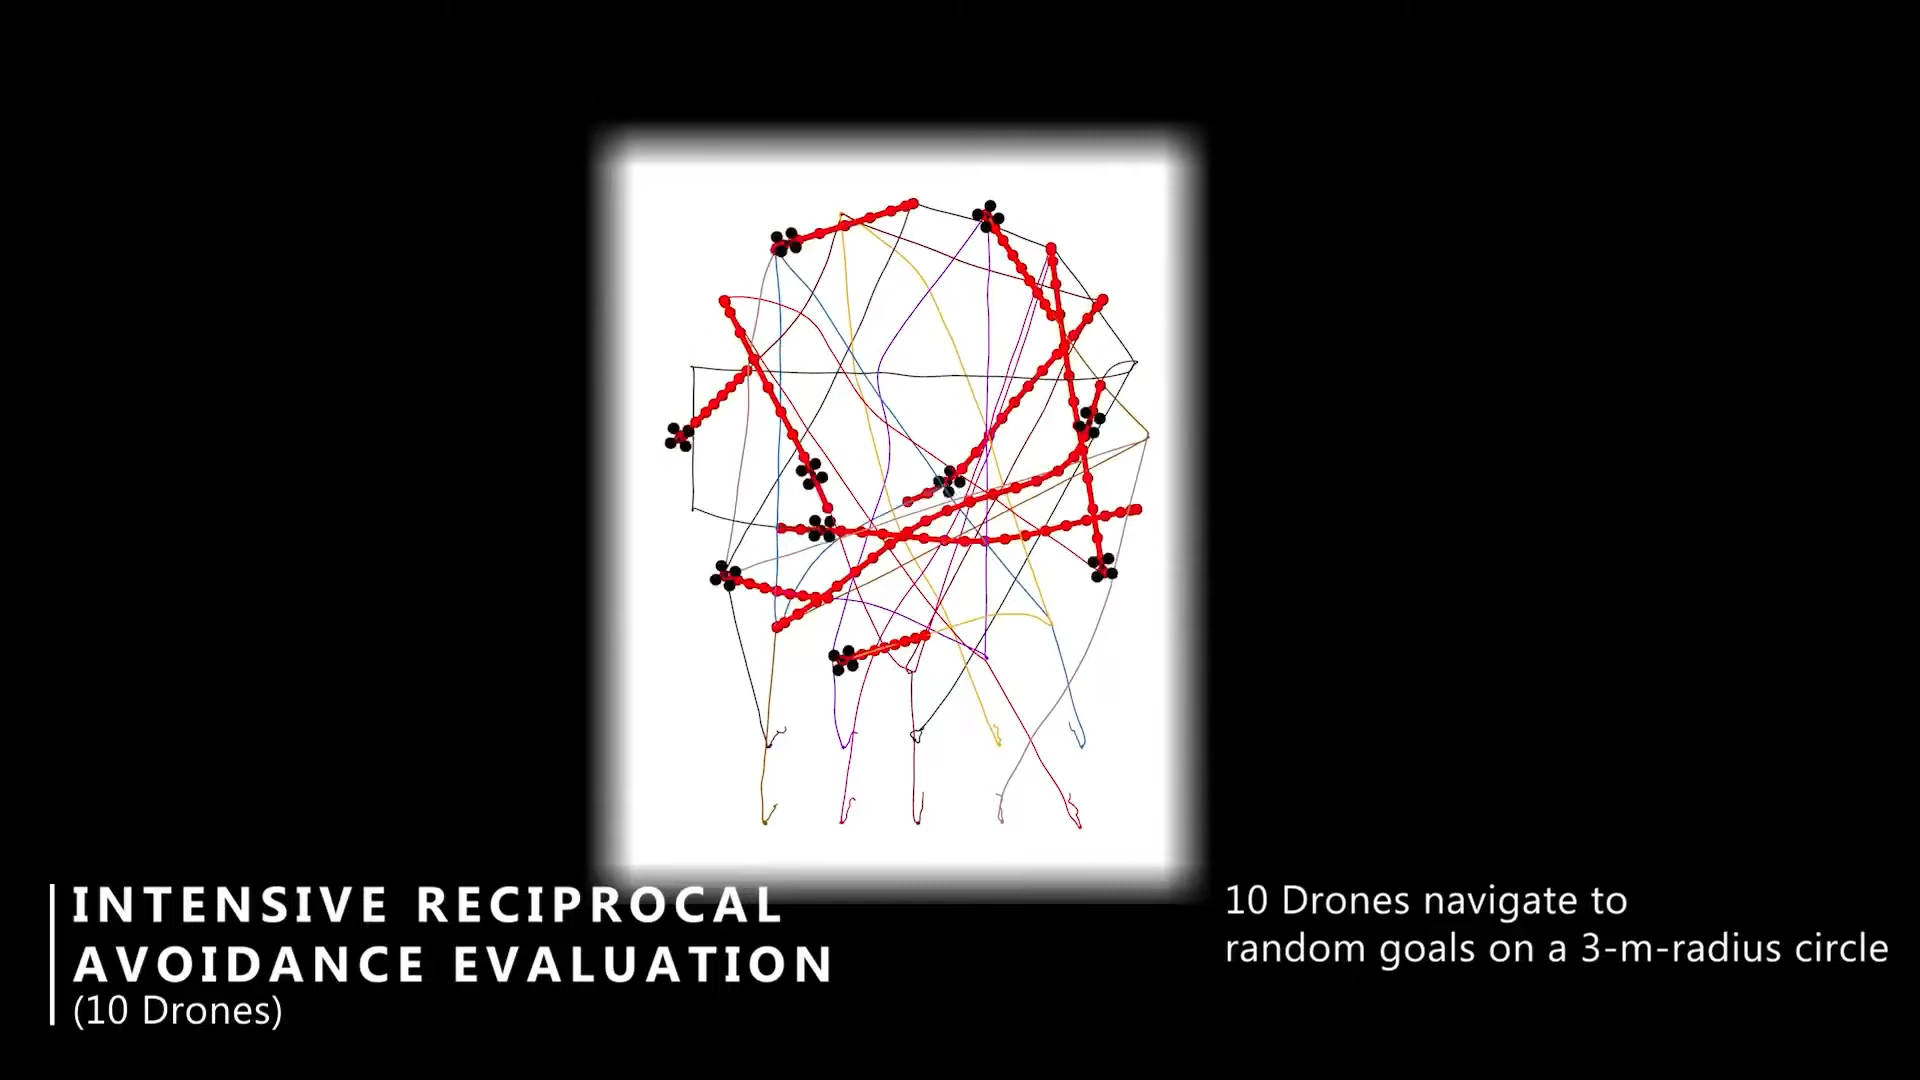 INTENSIVE RECIPROCAL
AVOIDANCE EVALUATION
(10 Drones)
10 Drones navigate to
random goals on a 3-m-radius circle